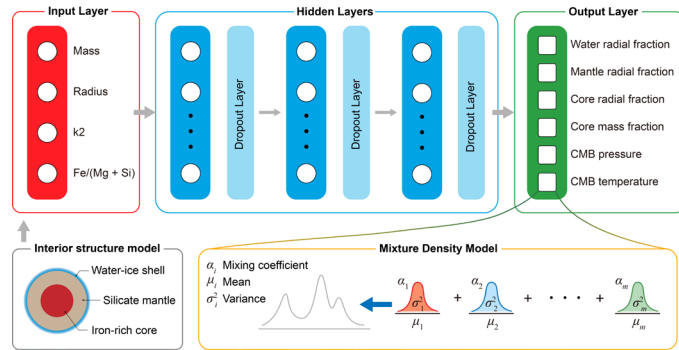 Input Layer
Mass
Radius
k2
Fe/(Mg + Si)
Hidden Layers
Dropout Layer
Dropout Layer
Dropout Layer
Output Layer
Water radial fraction
Mantle radial fraction
Core radial fraction
Core mass fraction
CMB pressure
CMB temperature
Interior structure model
Water-ice shell
Silicate mantle
Iron-rich core
Mixture Density Model
αᵢ Mixing coefficient
μᵢ Mean
σᵢ² Variance
α₁ α₂ αₘ
σ₁² + σ₂² + · · · + σₘ²
μ₁ μ₂ μₘ